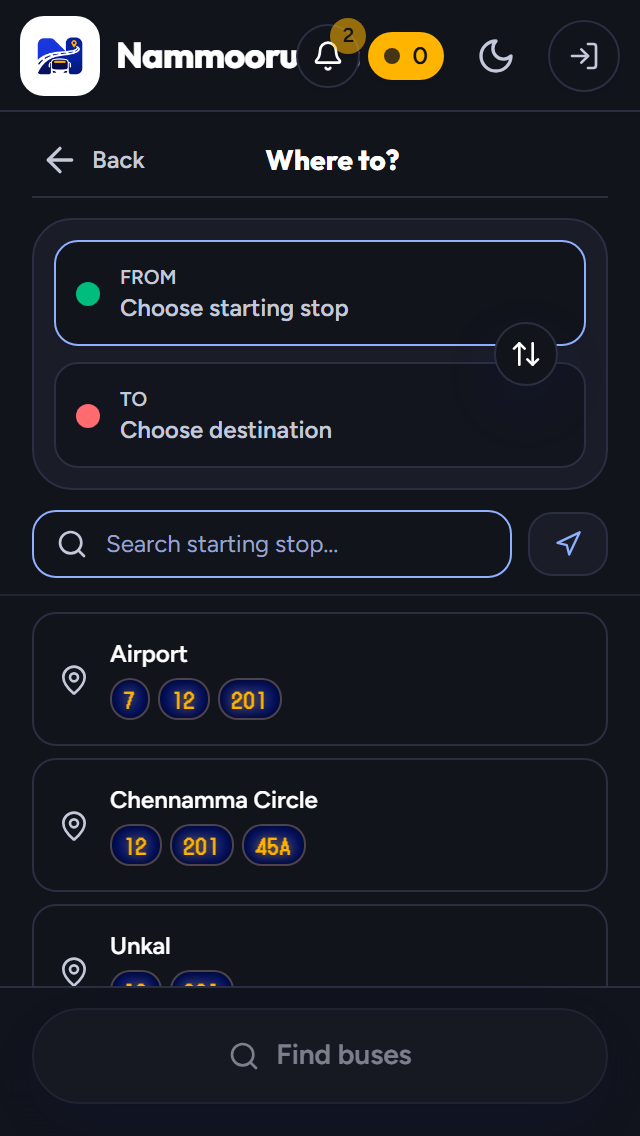 Nammooru
2
0
Back
Where to?
FROM
Choose starting stop
TO
Choose destination
Search starting stop...
Airport
7 12 201
Chennamma Circle
12 201 45A
Unkal
Find buses